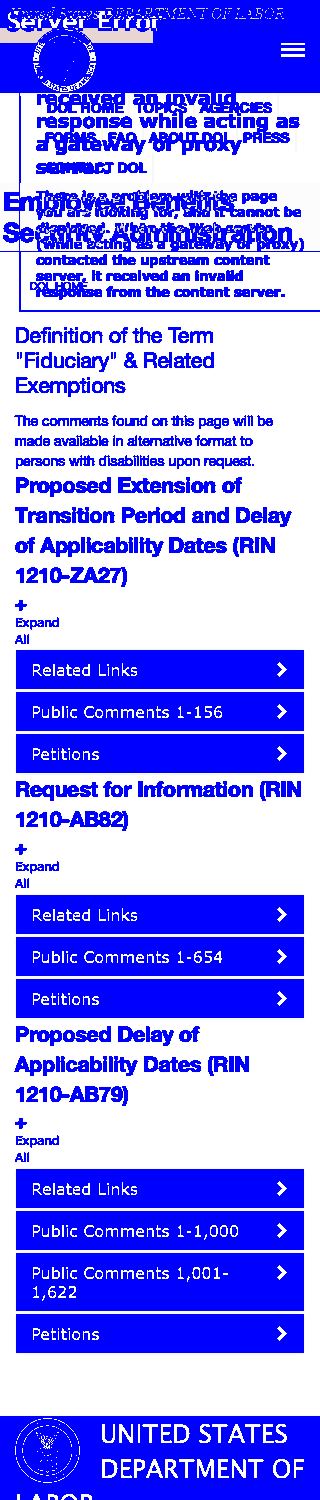 United States DEPARTMENT OF LABOR
Server Error
received an invalid
response while acting as
a gateway or proxy
server.
DOL HOME TOPICS AGENCIES
FORMS FAQ ABOUT DOL PRESS
CONTACT DOL
Employee Benefits
Security Administration
There is a problem with the page
you are looking for, and it cannot be
displayed. When the Web server
(while acting as a gateway or proxy)
contacted the upstream content
server, it received an invalid
response from the content server.
DOL HOME
Definition of the Term
"Fiduciary" & Related
Exemptions
The comments found on this page will be
made available in alternative format to
persons with disabilities upon request.
Proposed Extension of
Transition Period and Delay
of Applicability Dates (RIN
1210-ZA27)
+
Expand
All
Related Links
Public Comments 1-156
Petitions
Request for Information (RIN
1210-AB82)
+
Expand
All
Related Links
Public Comments 1-654
Petitions
Proposed Delay of
Applicability Dates (RIN
1210-AB79)
+
Expand
All
Related Links
Public Comments 1-1,000
Public Comments 1,001-
1,622
Petitions
UNITED STATES
DEPARTMENT OF
LABOR